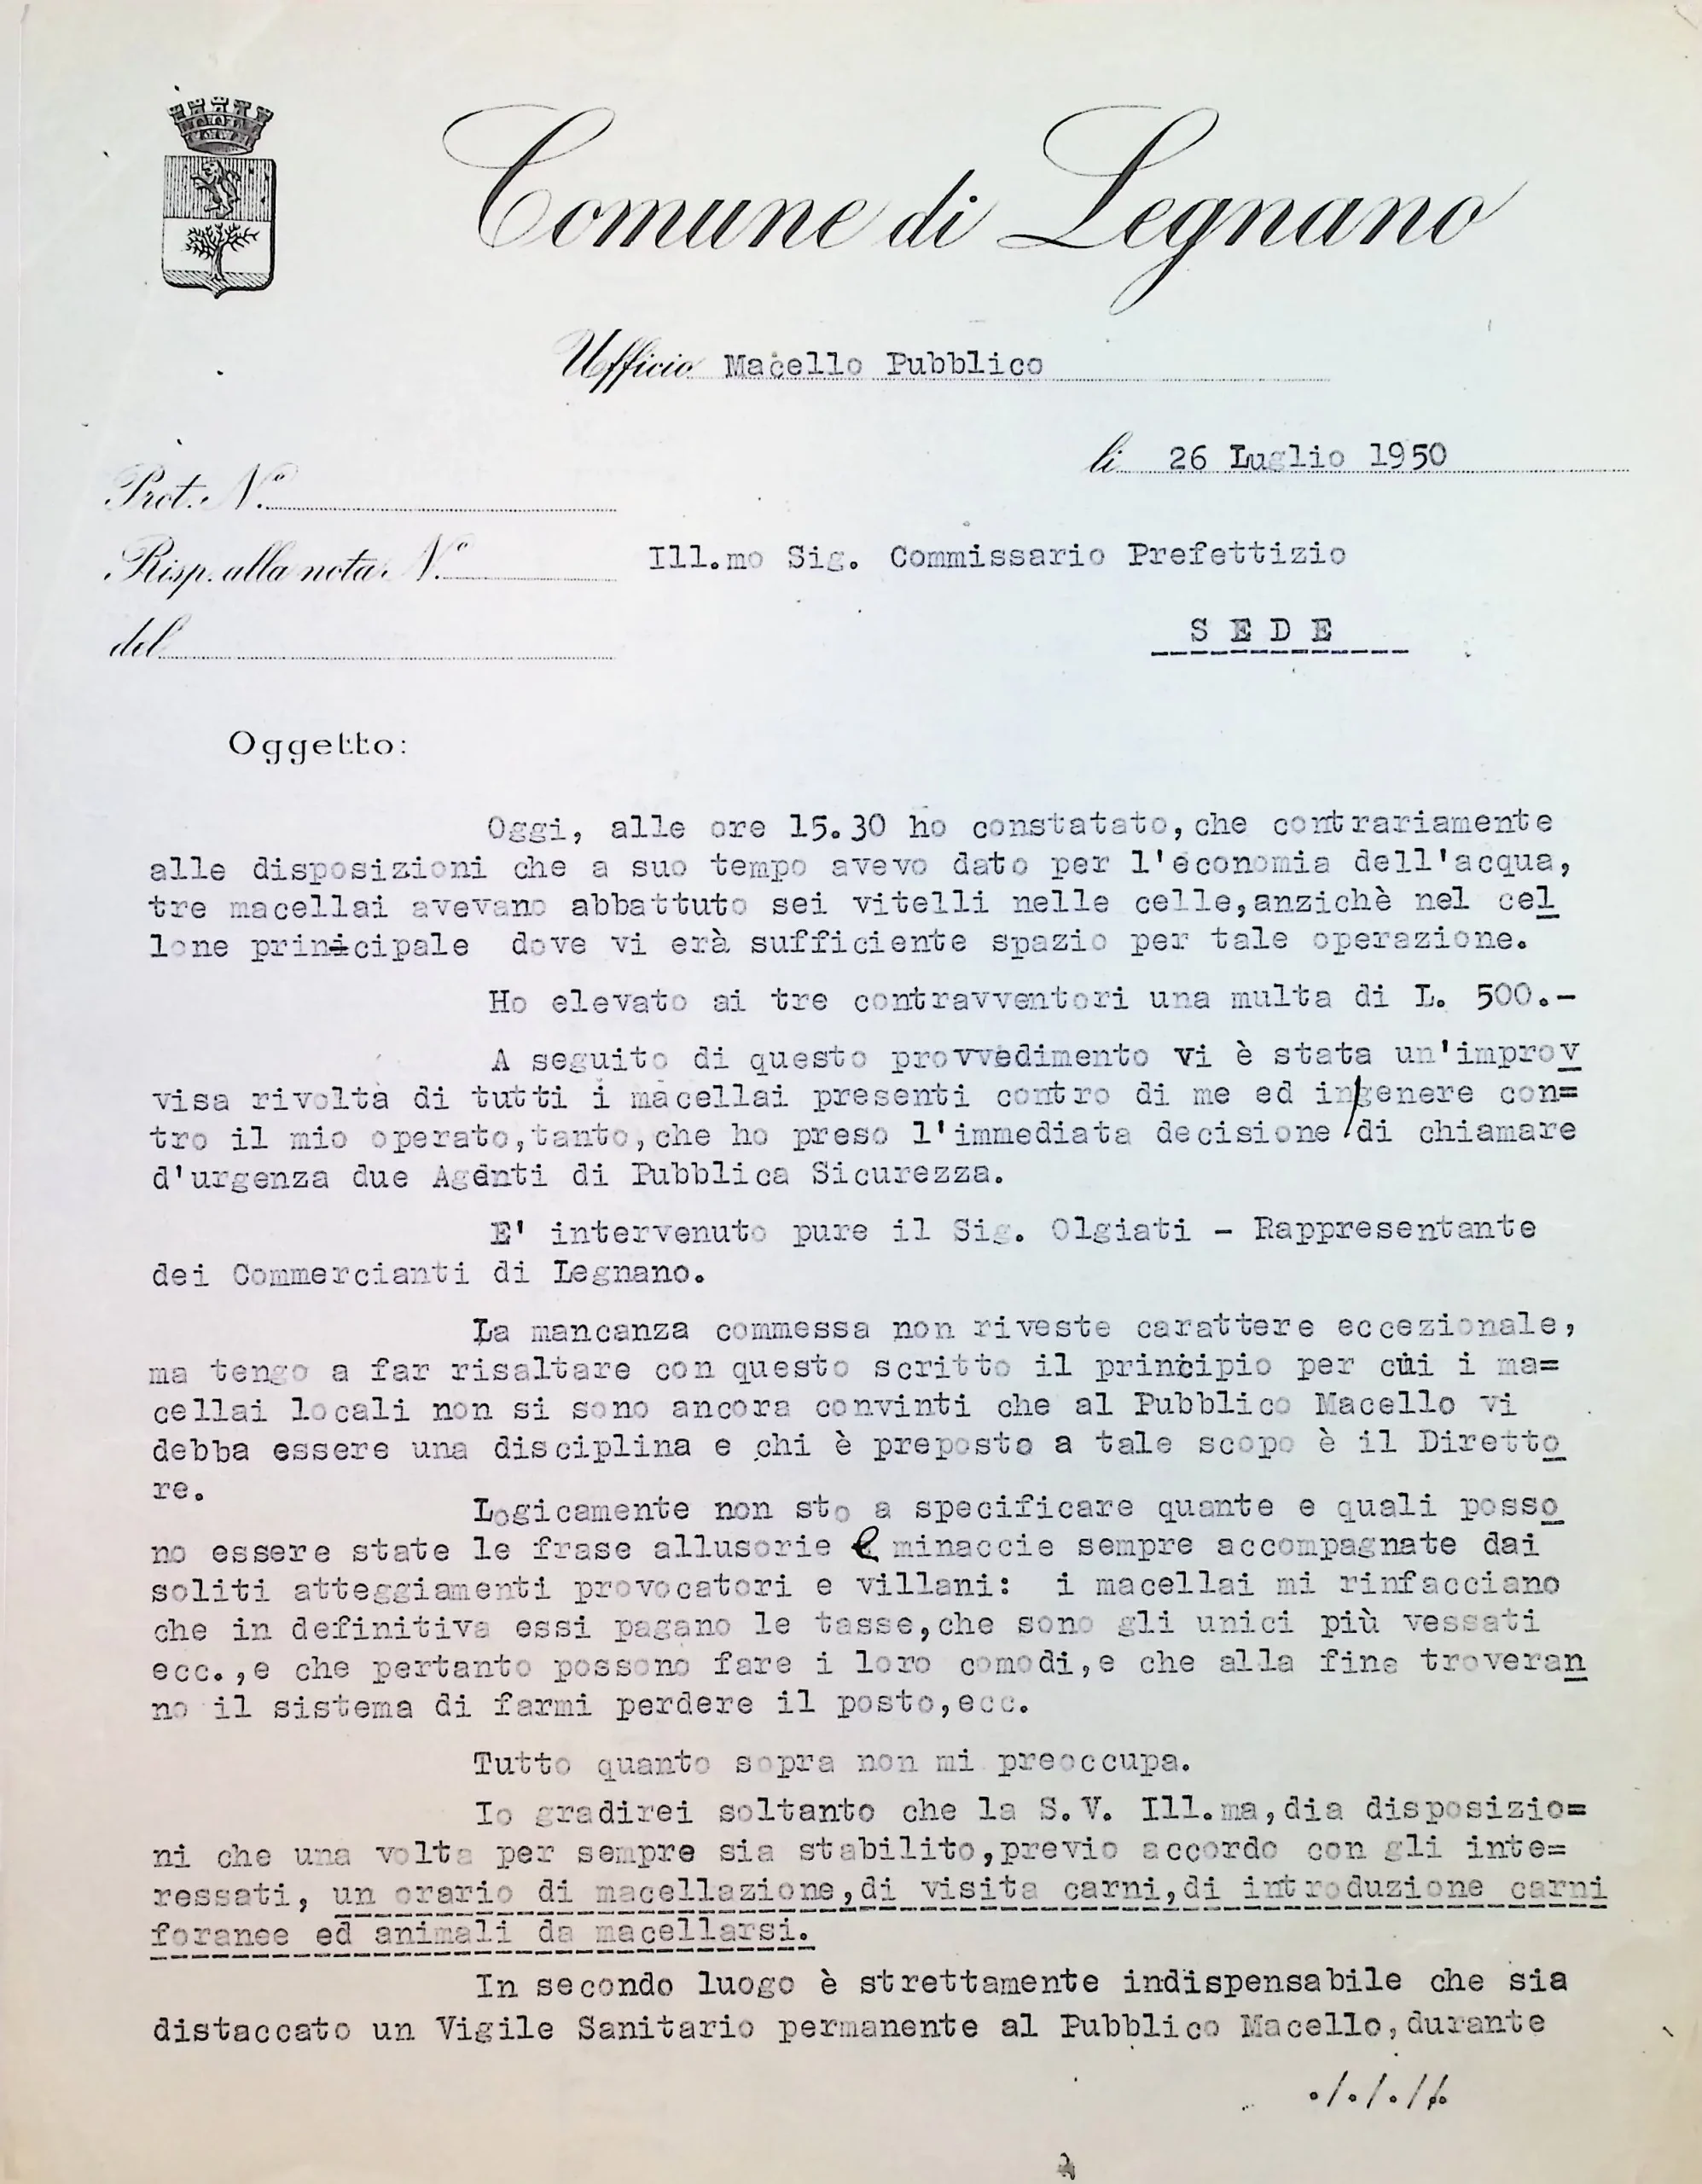 Comune di Legnano
Ufficio Macello Pubblico
li 26 Luglio 1950
Prot. N.º
Risp. alla nota N.º
Ill.mo Sig. Commissario Prefettizio
del
S E D E
Oggetto:
Oggi, alle ore 15.30 ho constatato, che contrariamente
alle disposizioni che a suo tempo avevo dato per l'economia dell'acqua,
tre macellai avevano abbattuto sei vitelli nelle celle,anzichè nel cel
lone prinicipale dove vi erà sufficiente spazio per tale operazione.
Ho elevato ai tre contravventori una multa di L. 500.-
A seguito di questo provvedimento vi è stata un'improv
visa rivolta di tutti i macellai presenti contro di me ed in/genere con=
tro il mio operato,tanto,che ho preso l'immediata decisione di chiamare
d'urgenza due Agenti di Pubblica Sicurezza.
E' intervenuto pure il Sig. Olgiati - Rappresentante
dei Commercianti di Legnano.
La mancanza commessa non riveste carattere eccezionale,
ma tengo a far risaltare con questo scritto il principio per cui i ma=
cellai locali non si sono ancora convinti che al Pubblico Macello vi
debba essere una disciplina e chi è preposto a tale scopo è il Diretto
re.
Logicamente non sto a specificare quante e quali posso
no essere state le frase allusorie e minaccie sempre accompagnate dai
soliti atteggiamenti provocatori e villani: i macellai mi rinfacciano
che in definitiva essi pagano le tasse,che sono gli unici più vessati
ecc.,e che pertanto possono fare i loro comodi,e che alla fine troveran
no il sistema di farmi perdere il posto,ecc.
Tutto quanto sopra non mi preoccupa.
Io gradirei soltanto che la S.V. Ill.ma,dia disposizio=
ni che una volta per sempre sia stabilito,previo accordo con gli inte=
ressati, un orario di macellazione,di visita carni,di introduzione carni
foranee ed animali da macellarsi.
In secondo luogo è strettamente indispensabile che sia
distaccato un Vigile Sanitario permanente al Pubblico Macello,durante
./././.